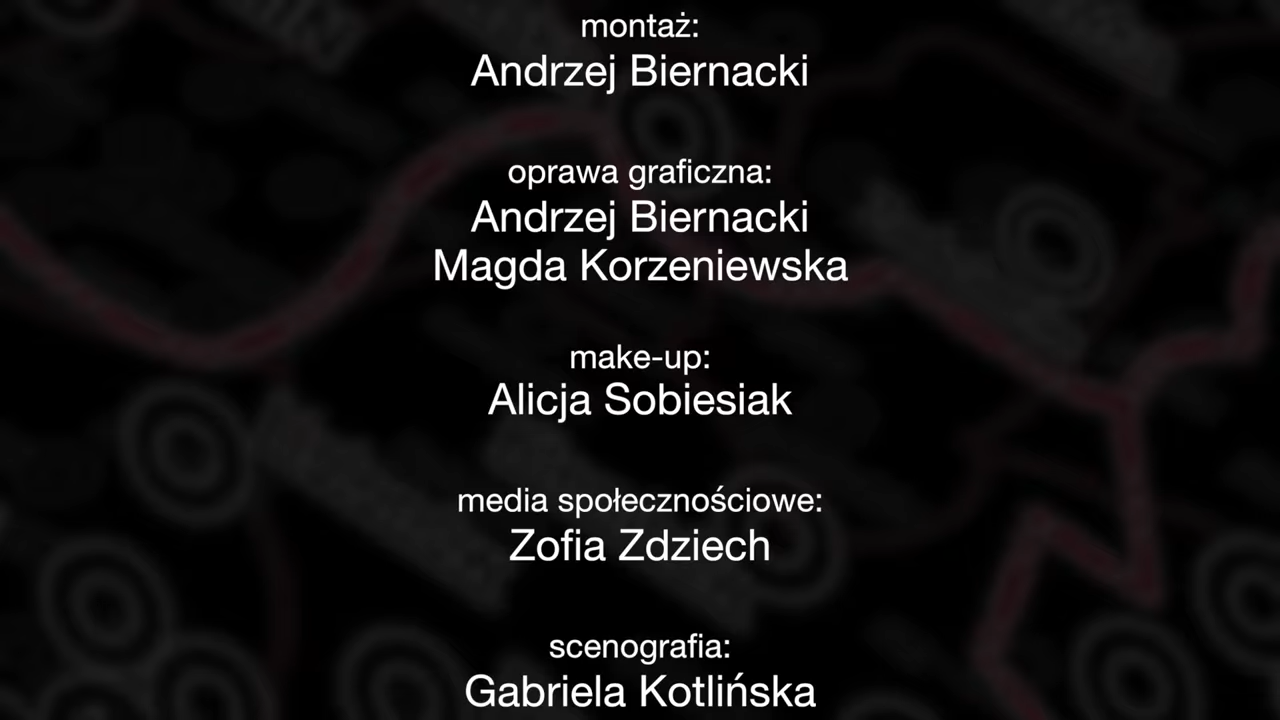 montaż:
Andrzej Biernacki
oprawa graficzna:
Andrzej Biernacki
Magda Korzeniewska
make-up:
Alicja Sobiesiak
media społecznościowe:
Zofia Zdziech
scenografia:
Gabriela Kotlińska